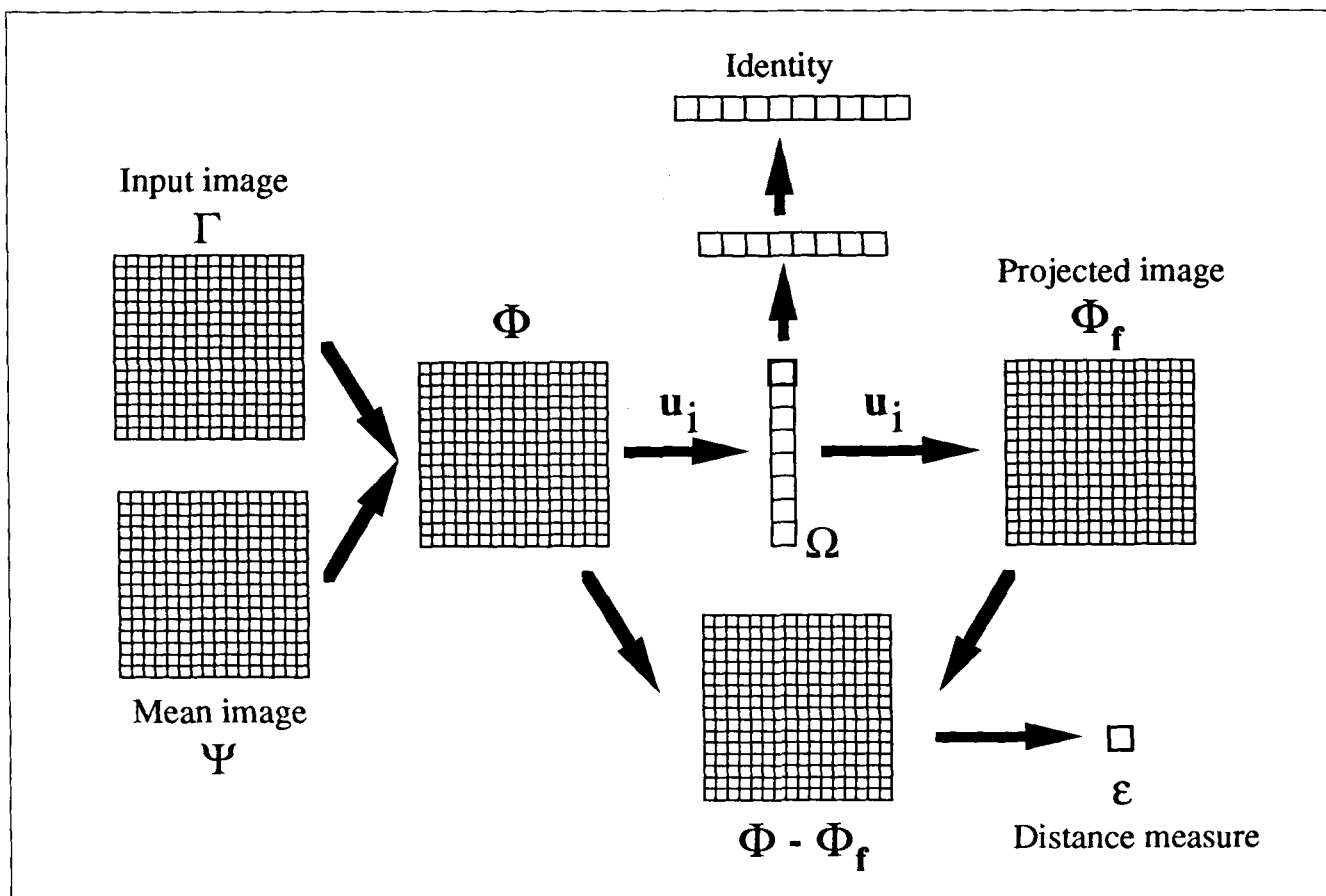 Identity
Input image
Γ
Projected image
Φf
Φ
ui
ui
Ω
Mean image
Ψ
Φ - Φf
ε
Distance measure